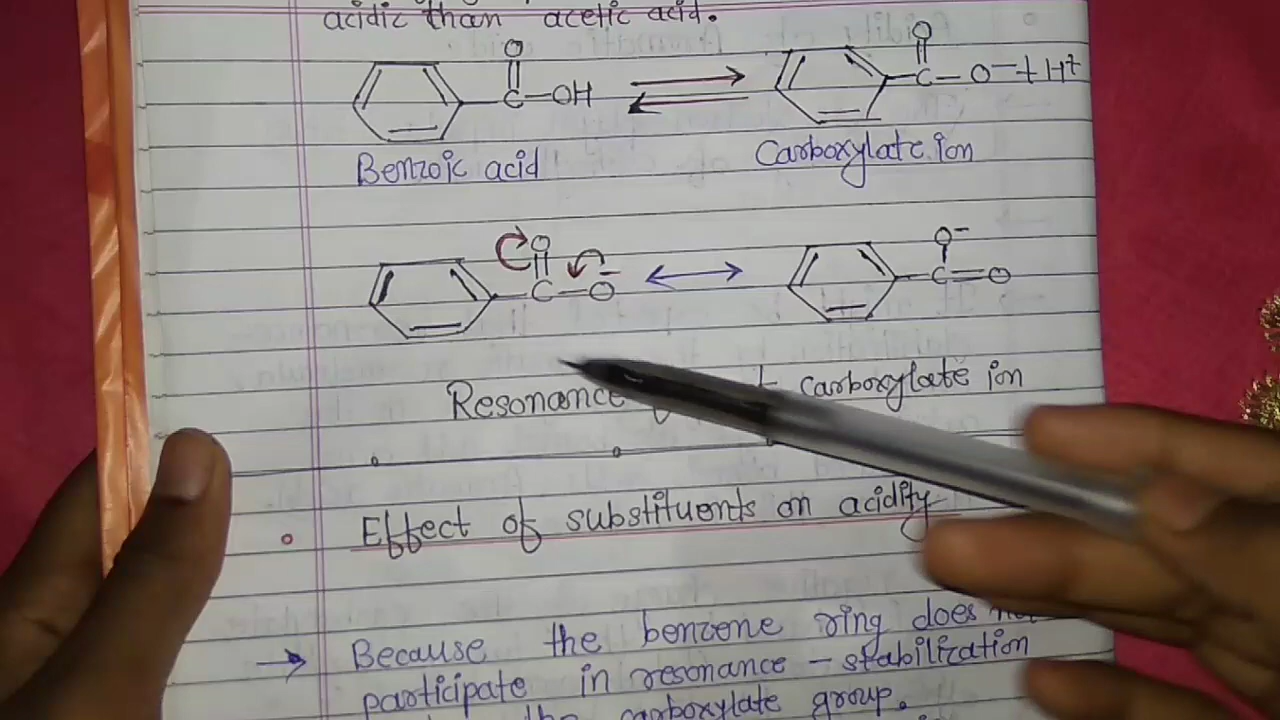 acidic than acetic acid.
O O
C-OH C-O⁻+H⁺
Benzoic acid Carboxylate ion
O O⁻
C-O⁻ C=O
Resonance carboxylate ion
Effect of substituents on acidity
→ Because the benzene ring does
participate in resonance - stabilization
the carboxylate group.